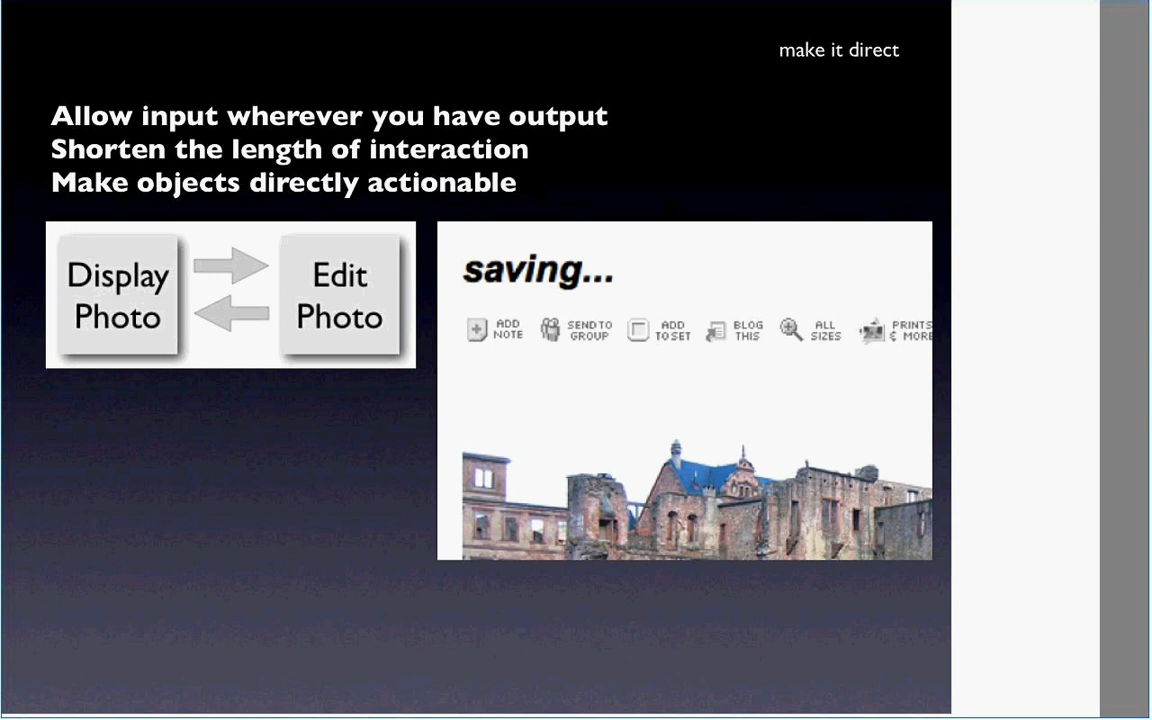 make it direct
Allow input wherever you have output
Shorten the length of interaction
Make objects directly actionable
Display
Photo
Edit
Photo
saving...
ADD
NOTE
SEND TO
GROUP
ADD
TO SET
BLOG
THIS
ALL
SIZES
PRINTS
& MORE